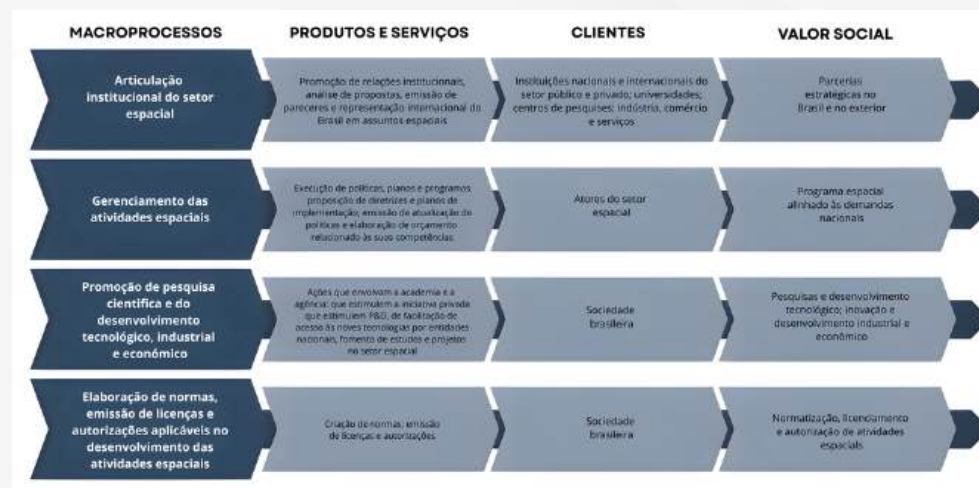 MACROPROCESSOS
PRODUTOS E SERVIÇOS
CLIENTES
VALOR SOCIAL
Articulação
institucional do setor
espacial
Promoção de relações institucionais,
análise de propostas, emissão de
pareceres e representação internacional do
Brasil em assuntos espaciais
Instituições nacionais e internacionais do
setor público e privado; universidades;
centros de pesquises; indústria, comércio
e serviços
Parcerias
estratégicas no
Brasil e no exterior
Gerenciamento das
atividades espaciais
Execução de políticas, planos e programos
proposição de diretrizes e planos de
implementação, emissão de atualização de
políticas e elaboração de orçamento
relacionado às suas competências
Atores do setor
espacial
Programa espacial
alinhado às demandas
nacionais
Promoção de pesquisa
científica e do
desenvolvimento
tecnológico, industrial
e económico
Ações que envolvam a academia e a
agência: que estimulem a iniciativa privada
que estimulem P&D, de facilitação de
acesso às noves tecnologias por entidades
nacionais, fomento de estudos e projetos
no setor espacial
Sociedade
brasileira
Pesquisas e desenvolvimento
tecnológico; inovação e
desenvolvimento industrial e
econômico
Elaboração de normas,
emissão de licenças e
autorizações aplicáveis no
desenvolvimento das
atividades espaciais
Criação de normas; emissão
de licenças e autorizações
Sociedade
brasileira
Normatização, licenciamento
e autorização de atividades
espaciais